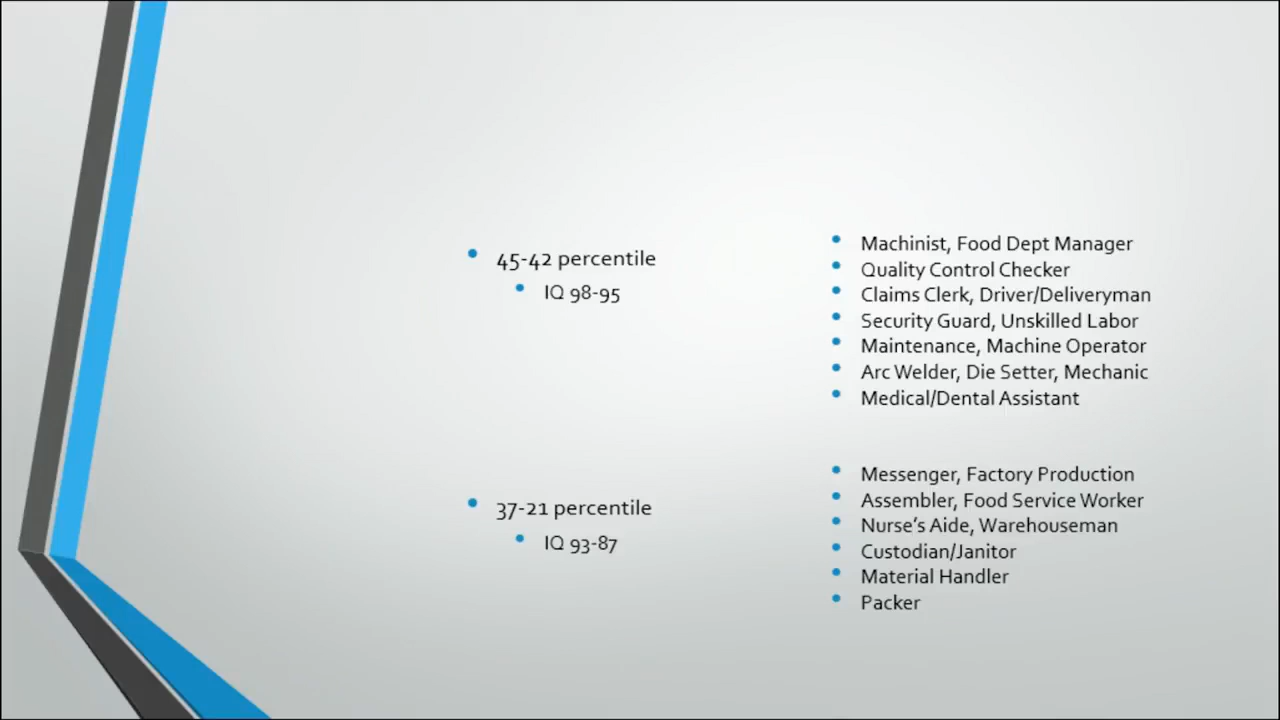 45-42 percentile
IQ 98-95
Machinist, Food Dept Manager
Quality Control Checker
Claims Clerk, Driver/Deliveryman
Security Guard, Unskilled Labor
Maintenance, Machine Operator
Arc Welder, Die Setter, Mechanic
Medical/Dental Assistant
37-21 percentile
IQ 93-87
Messenger, Factory Production
Assembler, Food Service Worker
Nurse's Aide, Warehouseman
Custodian/Janitor
Material Handler
Packer